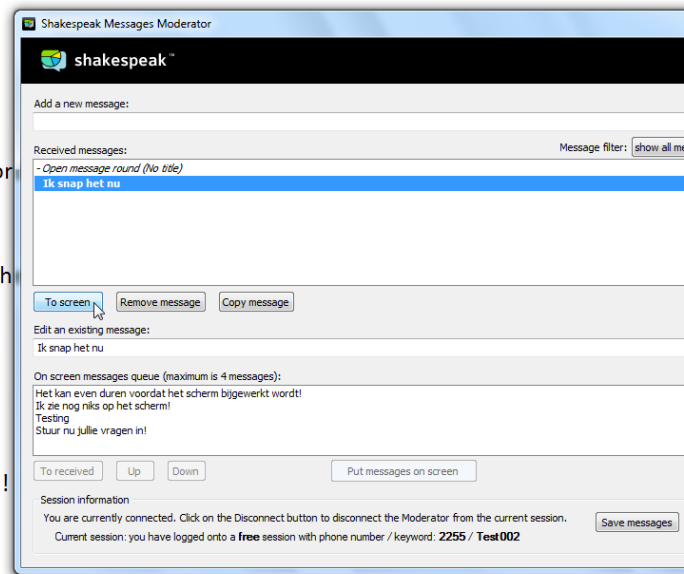 Shakespeak Messages Moderator
shakespeak™
Add a new message:
Received messages:
Message filter: show all me
- Open message round (No title)
Ik snap het nu
To screen Remove message Copy message
Edit an existing message:
Ik snap het nu
On screen messages queue (maximum is 4 messages):
Het kan even duren voordat het scherm bijgewerkt wordt!
Ik zie nog niks op het scherm!
Testing
Stuur nu jullie vragen in!
To received Up Down Put messages on screen
Session information
You are currently connected. Click on the Disconnect button to disconnect the Moderator from the current session.
Save messages
Current session: you have logged onto a free session with phone number / keyword: 2255 / Test002